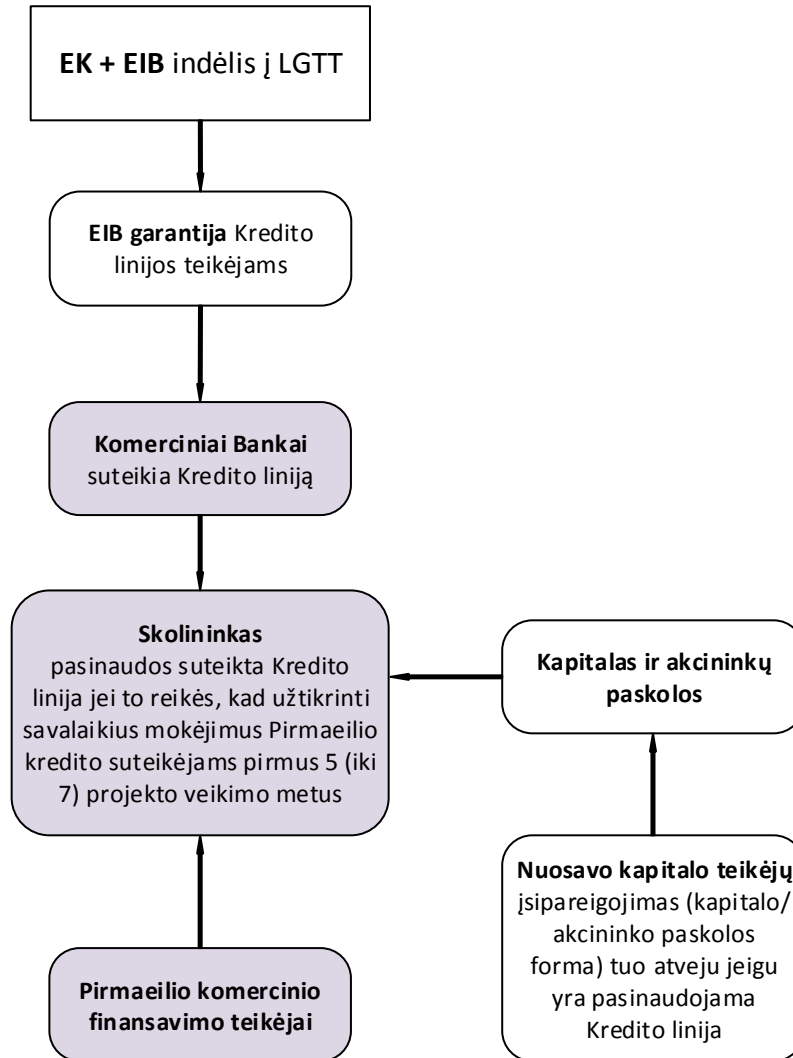 EK + EIB indėlis į LGTT
EIB garantija Kredito
linijos teikėjams
Komerciniai Bankai
suteikia Kredito liniją
Skolininkas
pasinaudos suteikta Kredito
linija jei to reikės, kad užtikrinti
savalaikius mokėjimus Pirmaeilio
kredito suteikėjams pirmus 5 (iki
7) projekto veikimo metus
Kapitalas ir akcininkų
paskolos
Pirmaeilio komercinio
finansavimo teikėjai
Nuosavo kapitalo teikėjų
įsipareigojimas (kapitalo/
akcininko paskolos
forma) tuo atveju jeigu
yra pasinaudojama
Kredito linija